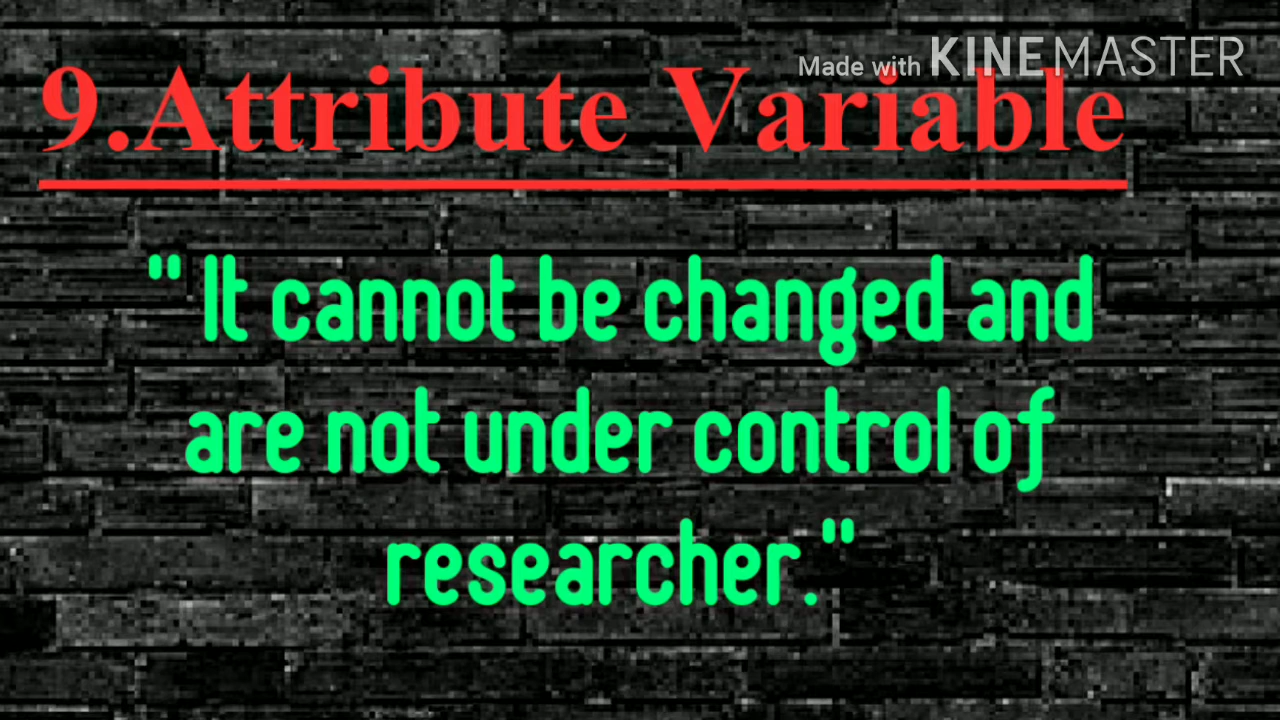 Made with KINEMASTER
9.Attribute Variable
" It cannot be changed and
are not under control of
researcher."